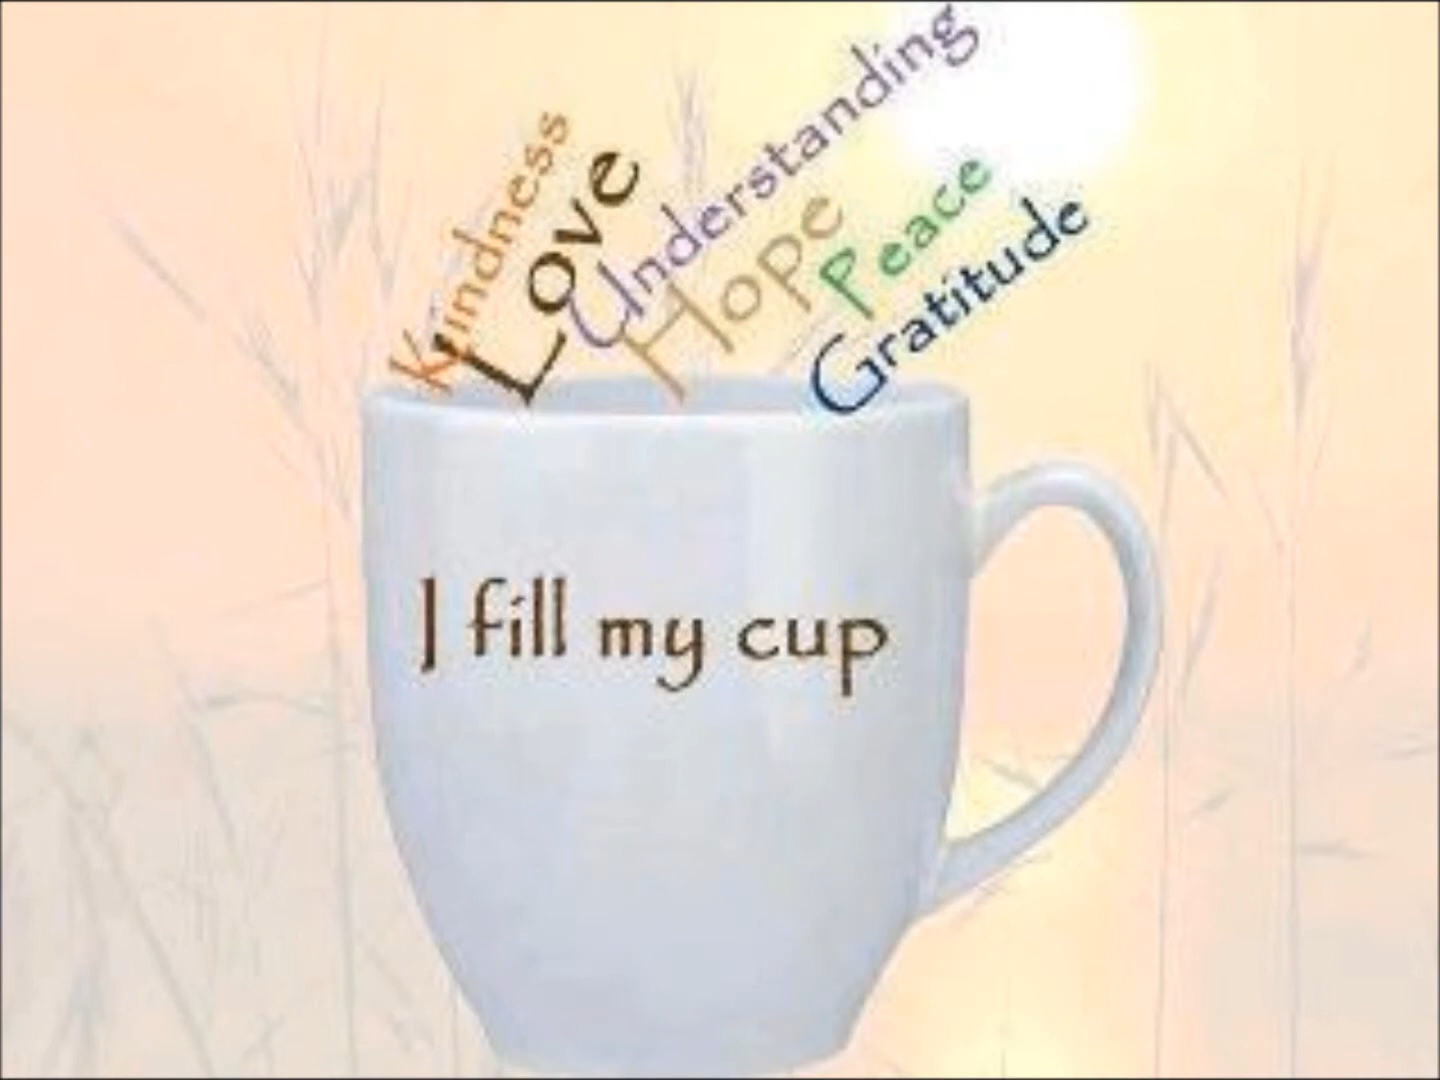 Kindness
Love
Understanding
Hope
Peace
Gratitude
I fill my cup